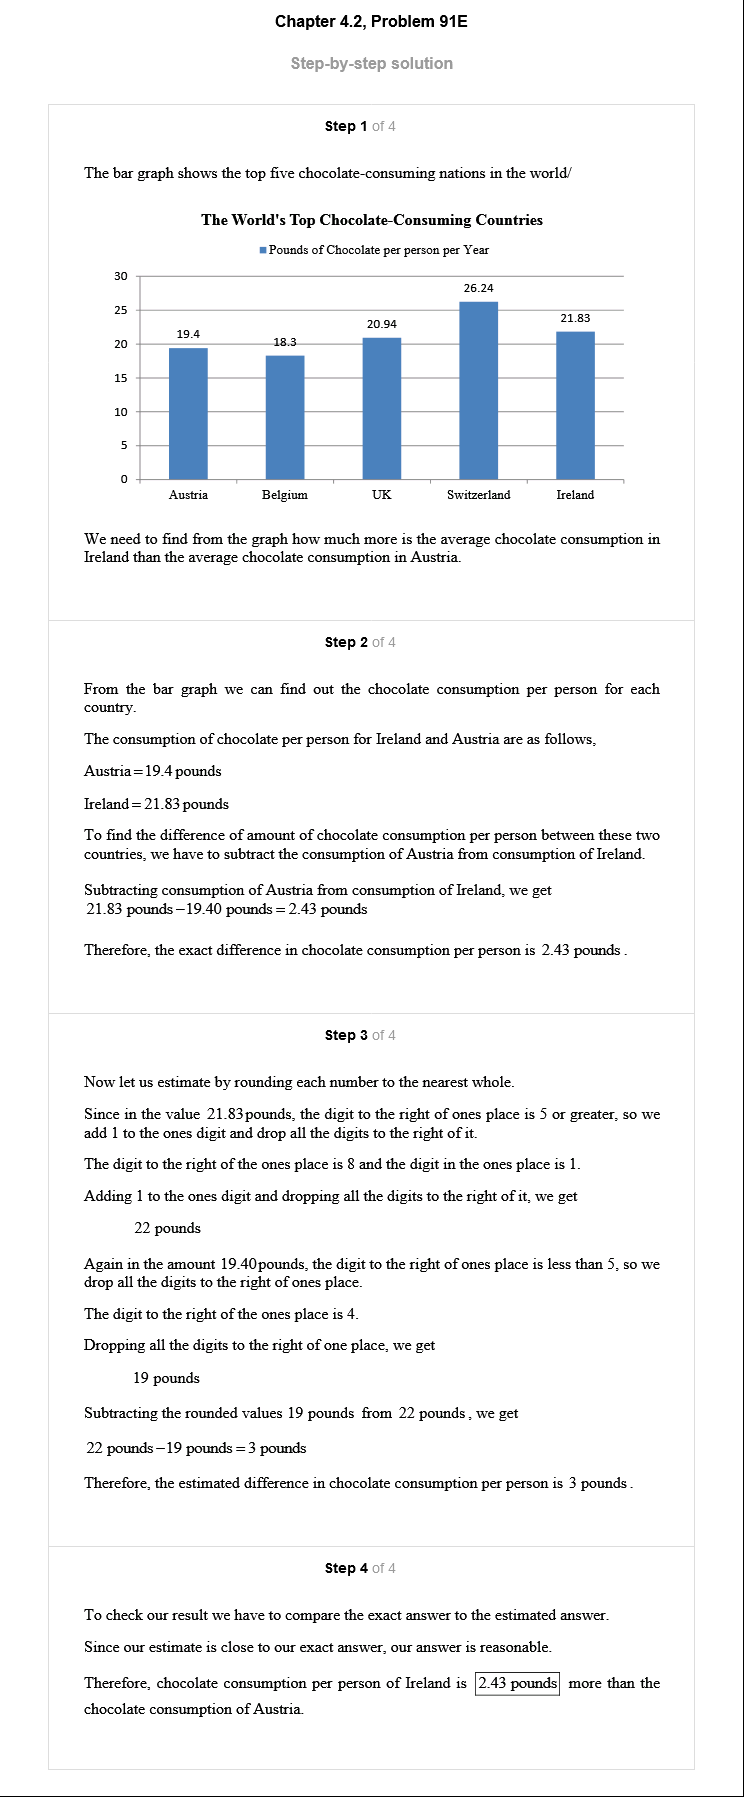 Chapter 4.2, Problem 91E
Step-by-step solution
Step 1 of 4
The bar graph shows the top five chocolate-consuming nations in the world/
The World's Top Chocolate-Consuming Countries
Pounds of Chocolate per person per Year
30
25
20
15
10
5
0
19.4
18.3
20.94
26.24
21.83
Austria
Belgium
UK
Switzerland
Ireland
We need to find from the graph how much more is the average chocolate consumption in
Ireland than the average chocolate consumption in Austria.
Step 2 of 4
From the bar graph we can find out the chocolate consumption per person for each
country.
The consumption of chocolate per person for Ireland and Austria are as follows,
Austria = 19.4 pounds
Ireland = 21.83 pounds
To find the difference of amount of chocolate consumption per person between these two
countries, we have to subtract the consumption of Austria from consumption of Ireland.
Subtracting consumption of Austria from consumption of Ireland, we get
21.83 pounds − 19.40 pounds = 2.43 pounds
Therefore, the exact difference in chocolate consumption per person is 2.43 pounds .
Step 3 of 4
Now let us estimate by rounding each number to the nearest whole.
Since in the value 21.83 pounds, the digit to the right of ones place is 5 or greater, so we
add 1 to the ones digit and drop all the digits to the right of it.
The digit to the right of the ones place is 8 and the digit in the ones place is 1.
Adding 1 to the ones digit and dropping all the digits to the right of it, we get
22 pounds
Again in the amount 19.40 pounds, the digit to the right of ones place is less than 5, so we
drop all the digits to the right of ones place.
The digit to the right of the ones place is 4.
Dropping all the digits to the right of one place, we get
19 pounds
Subtracting the rounded values 19 pounds from 22 pounds , we get
22 pounds − 19 pounds = 3 pounds
Therefore, the estimated difference in chocolate consumption per person is 3 pounds .
Step 4 of 4
To check our result we have to compare the exact answer to the estimated answer.
Since our estimate is close to our exact answer, our answer is reasonable.
Therefore, chocolate consumption per person of Ireland is 2.43 pounds more than the
chocolate consumption of Austria.